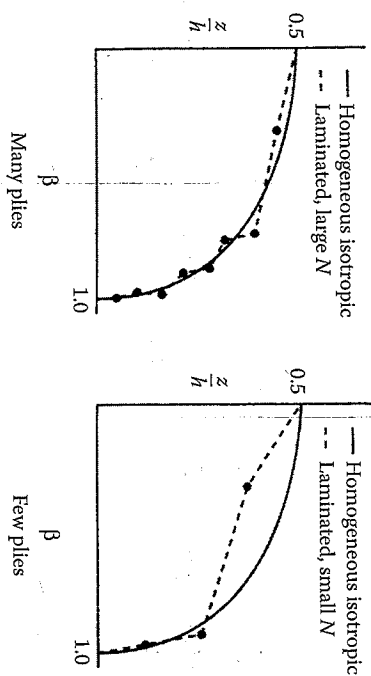 — Homogeneous isotropic
-- Laminated, large N
0.5
z
h
β
1.0
Many plies
— Homogeneous isotropic
-- Laminated, small N
0.5
z
h
β
1.0
Few plies